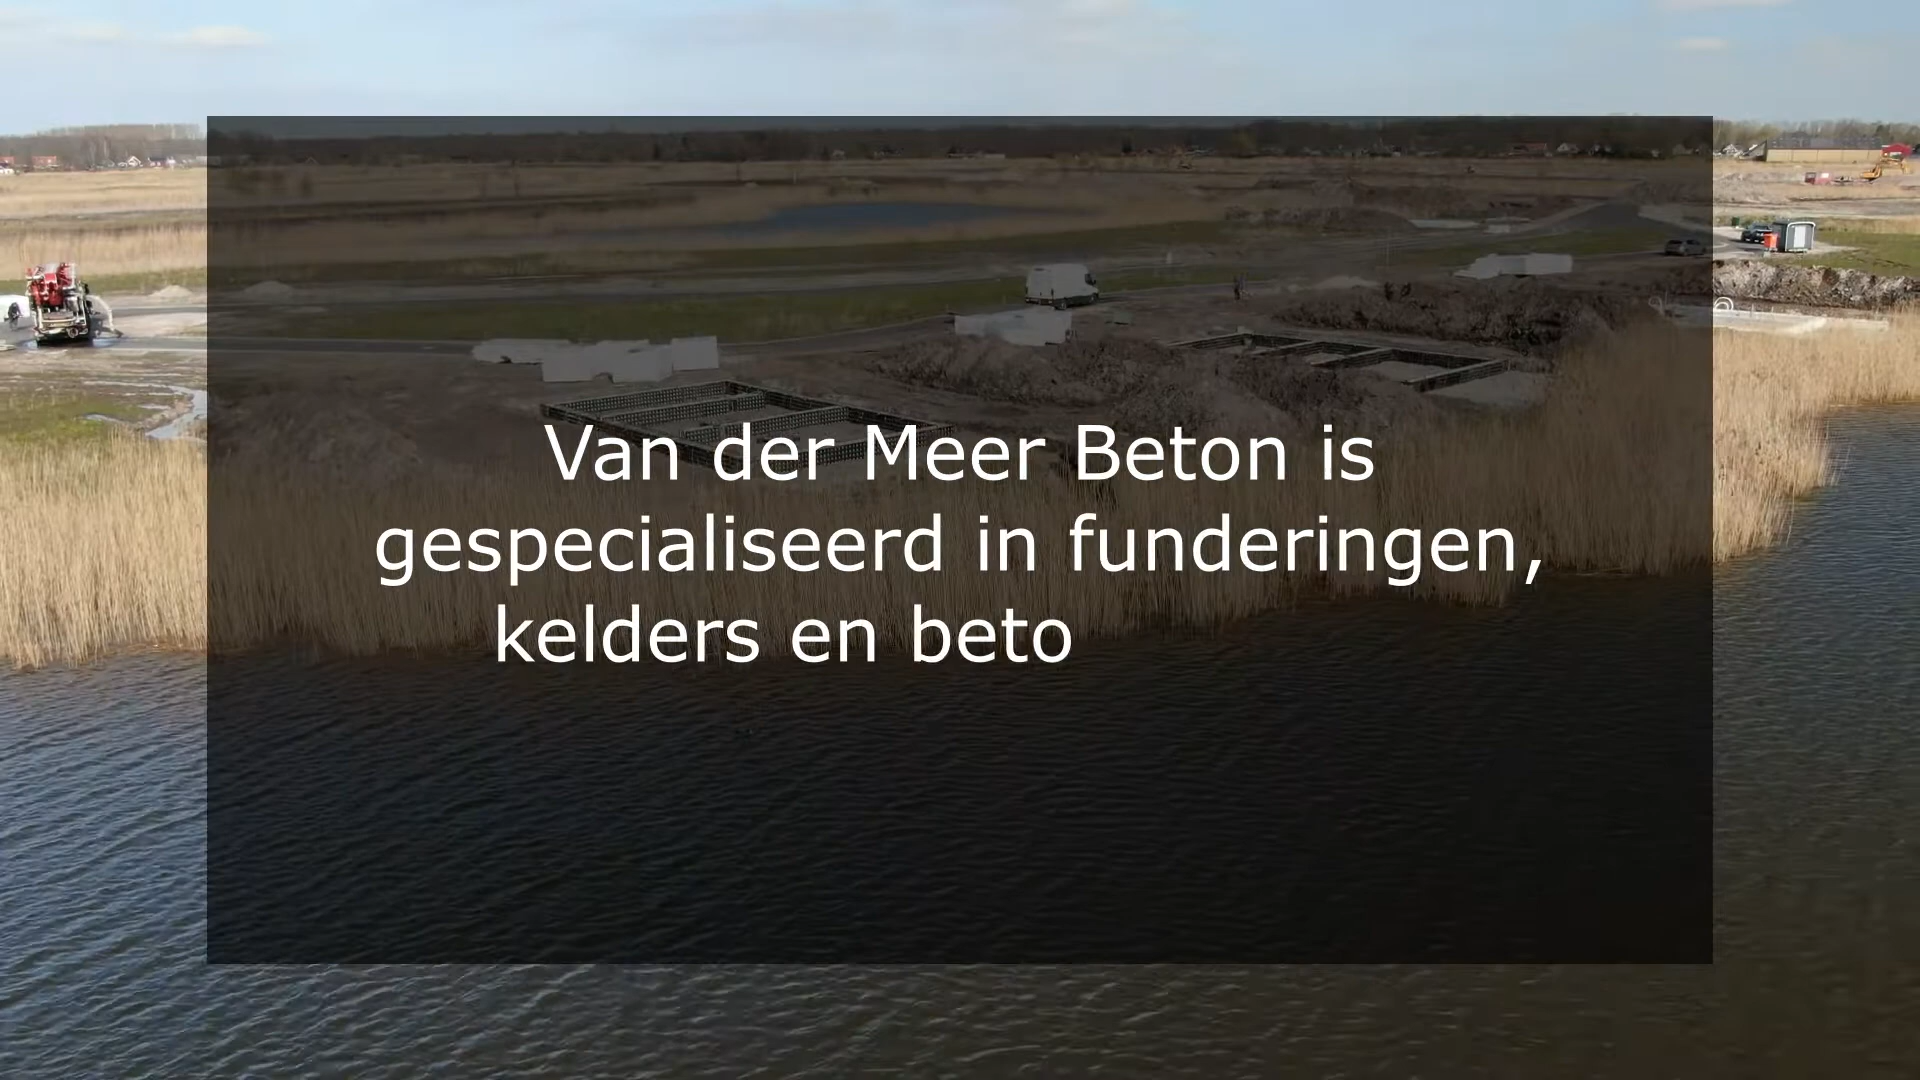 Van der Meer Beton is
gespecialiseerd in funderingen,
kelders en beto